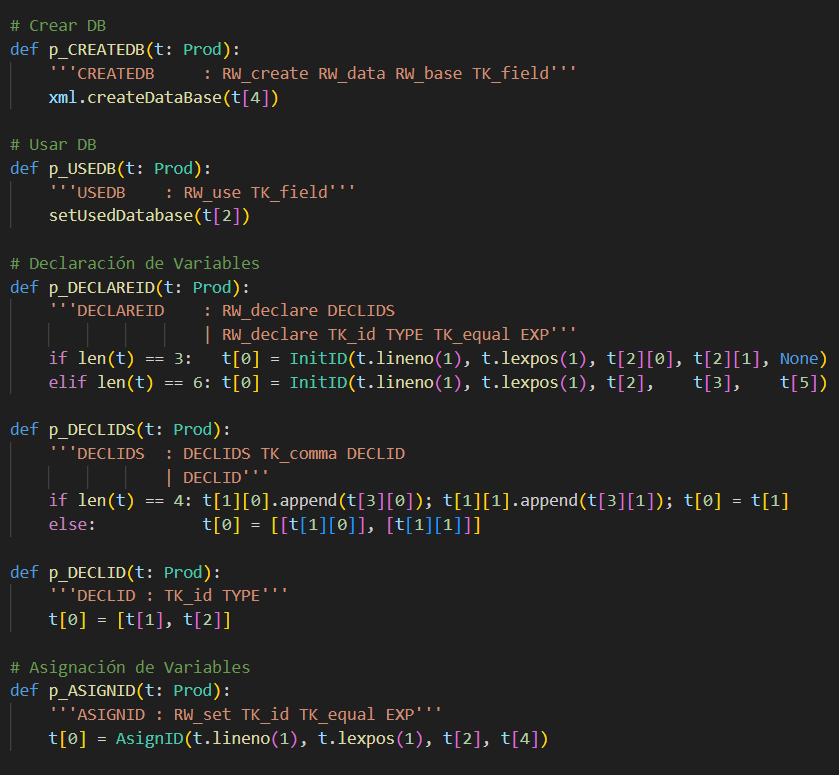 # Crear DB
def p_CREATEDB(t: Prod):
    '''CREATEDB     : RW_create RW_data RW_base TK_field'''
    xml.createDataBase(t[4])

# Usar DB
def p_USEDB(t: Prod):
    '''USEDB    : RW_use TK_field'''
    setUsedDatabase(t[2])

# Declaración de Variables
def p_DECLAREID(t: Prod):
    '''DECLAREID    : RW_declare DECLIDS
                    | RW_declare TK_id TYPE TK_equal EXP'''
    if len(t) == 3:   t[0] = InitID(t.lineno(1), t.lexpos(1), t[2][0], t[2][1], None)
    elif len(t) == 6: t[0] = InitID(t.lineno(1), t.lexpos(1), t[2],    t[3],    t[5])

def p_DECLIDS(t: Prod):
    '''DECLIDS  : DECLIDS TK_comma DECLID
                | DECLID'''
    if len(t) == 4: t[1][0].append(t[3][0]); t[1][1].append(t[3][1]); t[0] = t[1]
    else:           t[0] = [[t[1][0]], [t[1][1]]]

def p_DECLID(t: Prod):
    '''DECLID : TK_id TYPE'''
    t[0] = [t[1], t[2]]

# Asignación de Variables
def p_ASIGNID(t: Prod):
    '''ASIGNID : RW_set TK_id TK_equal EXP'''
    t[0] = AsignID(t.lineno(1), t.lexpos(1), t[2], t[4])